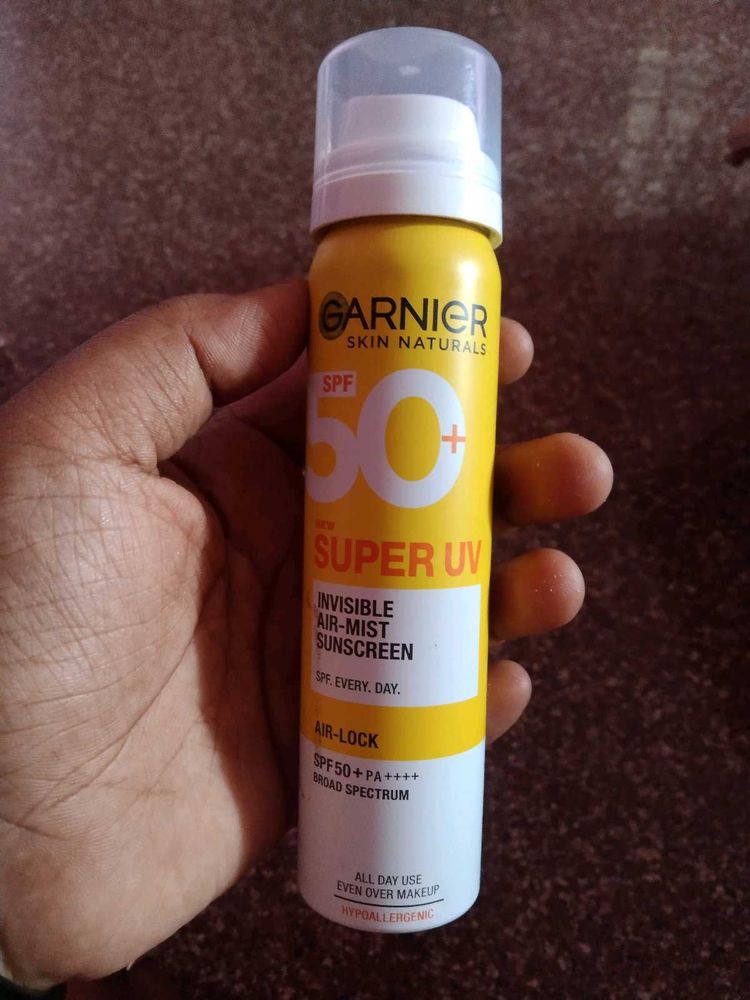 GARNIER
SKIN NATURALS
SPF
50+
NEW
SUPER UV
INVISIBLE
AIR-MIST
SUNSCREEN
SPF. EVERY. DAY.
AIR-LOCK
SPF50+ PA++++
BROAD SPECTRUM
ALL DAY USE
EVEN OVER MAKEUP
HYPOALLERGENIC